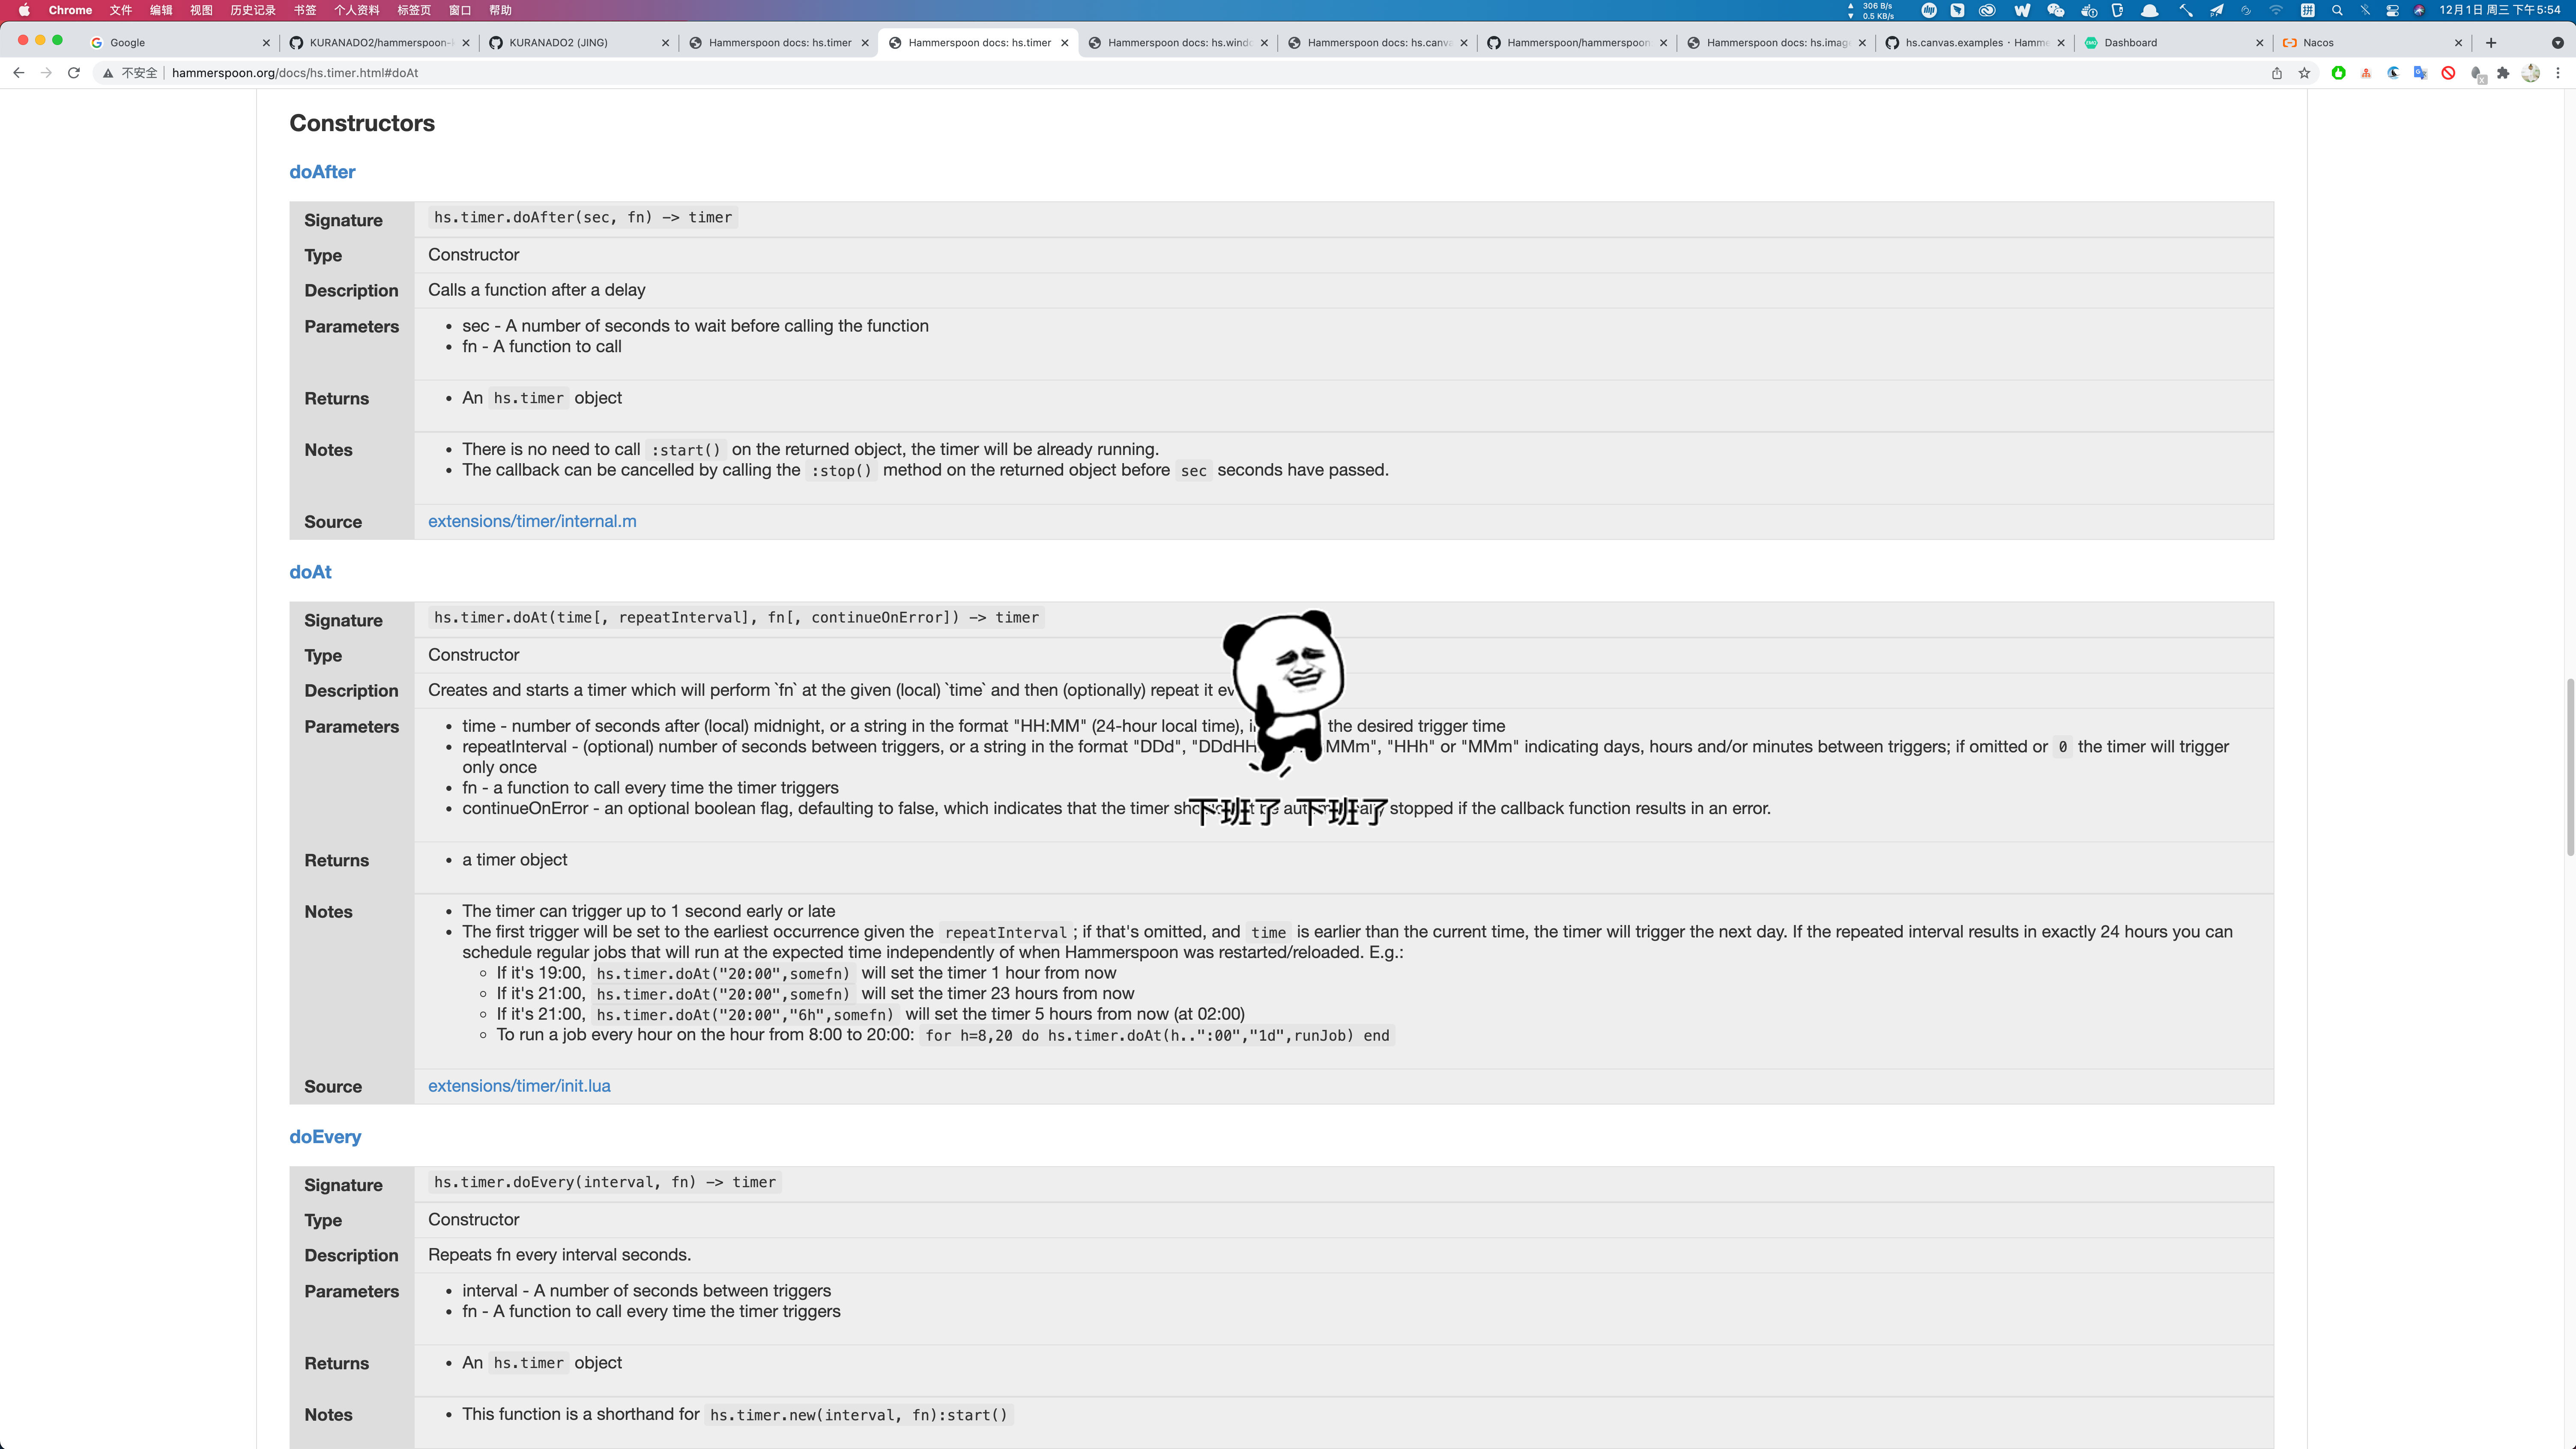 Chrome 文件 编辑 视图 历史记录 书签 个人资料 标签页 窗口 帮助 306 B/s 0.5 KB/s 12月1日 周三 下午5:54
Google KURANADO2/hammerspoon- KURANADO2 (JING) Hammerspoon docs: hs.timer Hammerspoon docs: hs.timer Hammerspoon docs: hs.windo Hammerspoon docs: hs.canva Hammerspoon/hammerspoon Hammerspoon docs: hs.image hs.canvas.examples · Hamme Dashboard Nacos
不安全 hammerspoon.org/docs/hs.timer.html#doAt
Constructors
doAfter
Signature hs.timer.doAfter(sec, fn) -> timer
Type Constructor
Description Calls a function after a delay
Parameters • sec - A number of seconds to wait before calling the function
• fn - A function to call
Returns • An hs.timer object
Notes • There is no need to call :start() on the returned object, the timer will be already running.
• The callback can be cancelled by calling the :stop() method on the returned object before sec seconds have passed.
Source extensions/timer/internal.m
doAt
Signature hs.timer.doAt(time[, repeatInterval], fn[, continueOnError]) -> timer
Type Constructor
Description Creates and starts a timer which will perform `fn` at the given (local) `time` and then (optionally) repeat it
Parameters • time - number of seconds after (local) midnight, or a string in the format "HH:MM" (24-hour local time), the desired trigger time
• repeatInterval - (optional) number of seconds between triggers, or a string in the format "DDd", "DDdHH MMm", "HHh" or "MMm" indicating days, hours and/or minutes between triggers; if omitted or 0 the timer will trigger
only once
• fn - a function to call every time the timer triggers
• continueOnError - an optional boolean flag, defaulting to false, which indicates that the timer stopped if the callback function results in an error.
下班了 下班了
Returns • a timer object
Notes • The timer can trigger up to 1 second early or late
• The first trigger will be set to the earliest occurrence given the repeatInterval; if that's omitted, and time is earlier than the current time, the timer will trigger the next day. If the repeated interval results in exactly 24 hours you can
schedule regular jobs that will run at the expected time independently of when Hammerspoon was restarted/reloaded. E.g.:
◦ If it's 19:00, hs.timer.doAt("20:00",somefn) will set the timer 1 hour from now
◦ If it's 21:00, hs.timer.doAt("20:00",somefn) will set the timer 23 hours from now
◦ If it's 21:00, hs.timer.doAt("20:00","6h",somefn) will set the timer 5 hours from now (at 02:00)
◦ To run a job every hour on the hour from 8:00 to 20:00: for h=8,20 do hs.timer.doAt(h..":00","1d",runJob) end
Source extensions/timer/init.lua
doEvery
Signature hs.timer.doEvery(interval, fn) -> timer
Type Constructor
Description Repeats fn every interval seconds.
Parameters • interval - A number of seconds between triggers
• fn - A function to call every time the timer triggers
Returns • An hs.timer object
Notes • This function is a shorthand for hs.timer.new(interval, fn):start()